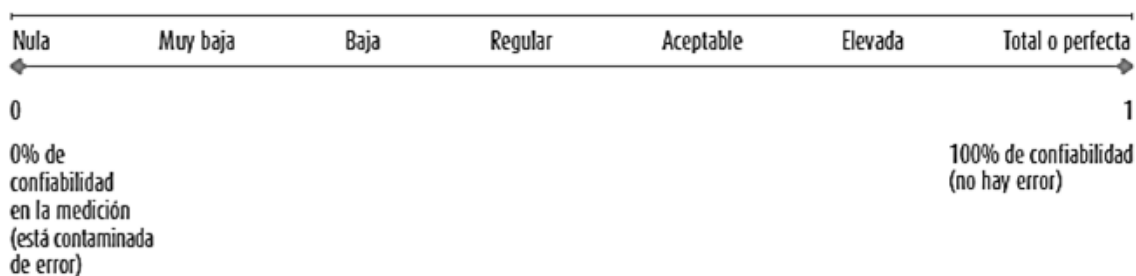 Nula Muy baja Baja Regular Aceptable Elevada Total o perfecta
0 1
0% de
confiabilidad
en la medición
(está contaminada
de error)
100% de confiabilidad
(no hay error)